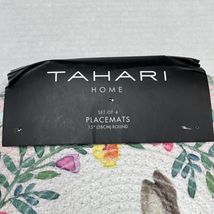 TAHARI
HOME
SET OF 4
PLACEMATS
15" (38CM) ROUND